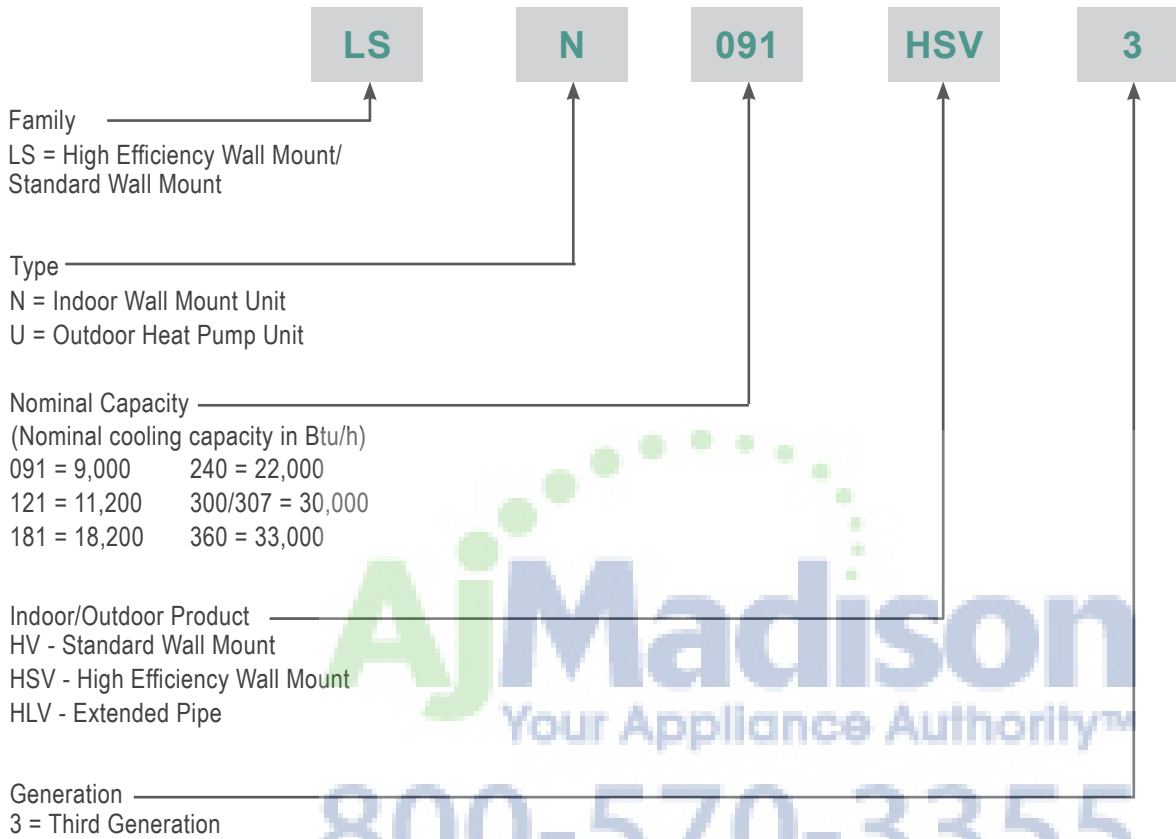 LS N 091 HSV 3
Family
LS = High Efficiency Wall Mount/
Standard Wall Mount
Type
N = Indoor Wall Mount Unit
U = Outdoor Heat Pump Unit
Nominal Capacity
(Nominal cooling capacity in Btu/h)
091 = 9,000 240 = 22,000
121 = 11,200 300/307 = 30,000
181 = 18,200 360 = 33,000
Indoor/Outdoor Product
HV - Standard Wall Mount
HSV - High Efficiency Wall Mount
HLV - Extended Pipe
Generation
3 = Third Generation
AjMadison
Your Appliance Authority™
800-570-3355